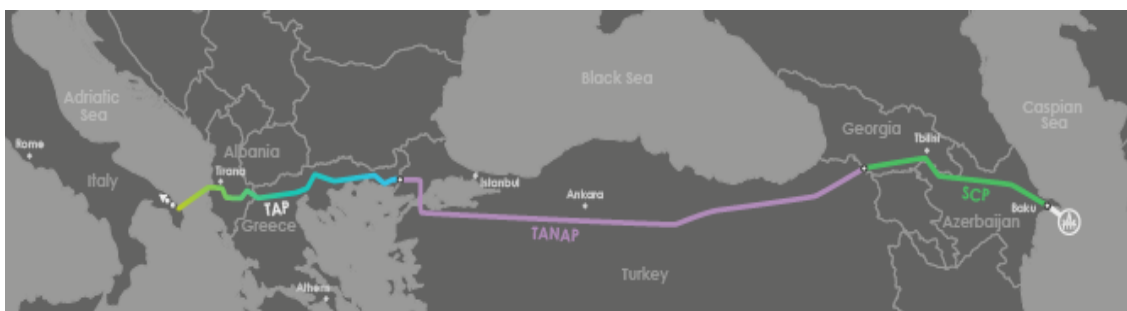 Adriatic
Sea
Rome
Italy
Albania
Tirana
TAP
Greece
Athens
Black Sea
Istanbul
Ankara
TANAP
Turkey
Georgia
Tbilisi
SCP
Azerbaijan
Baku
Caspian
Sea